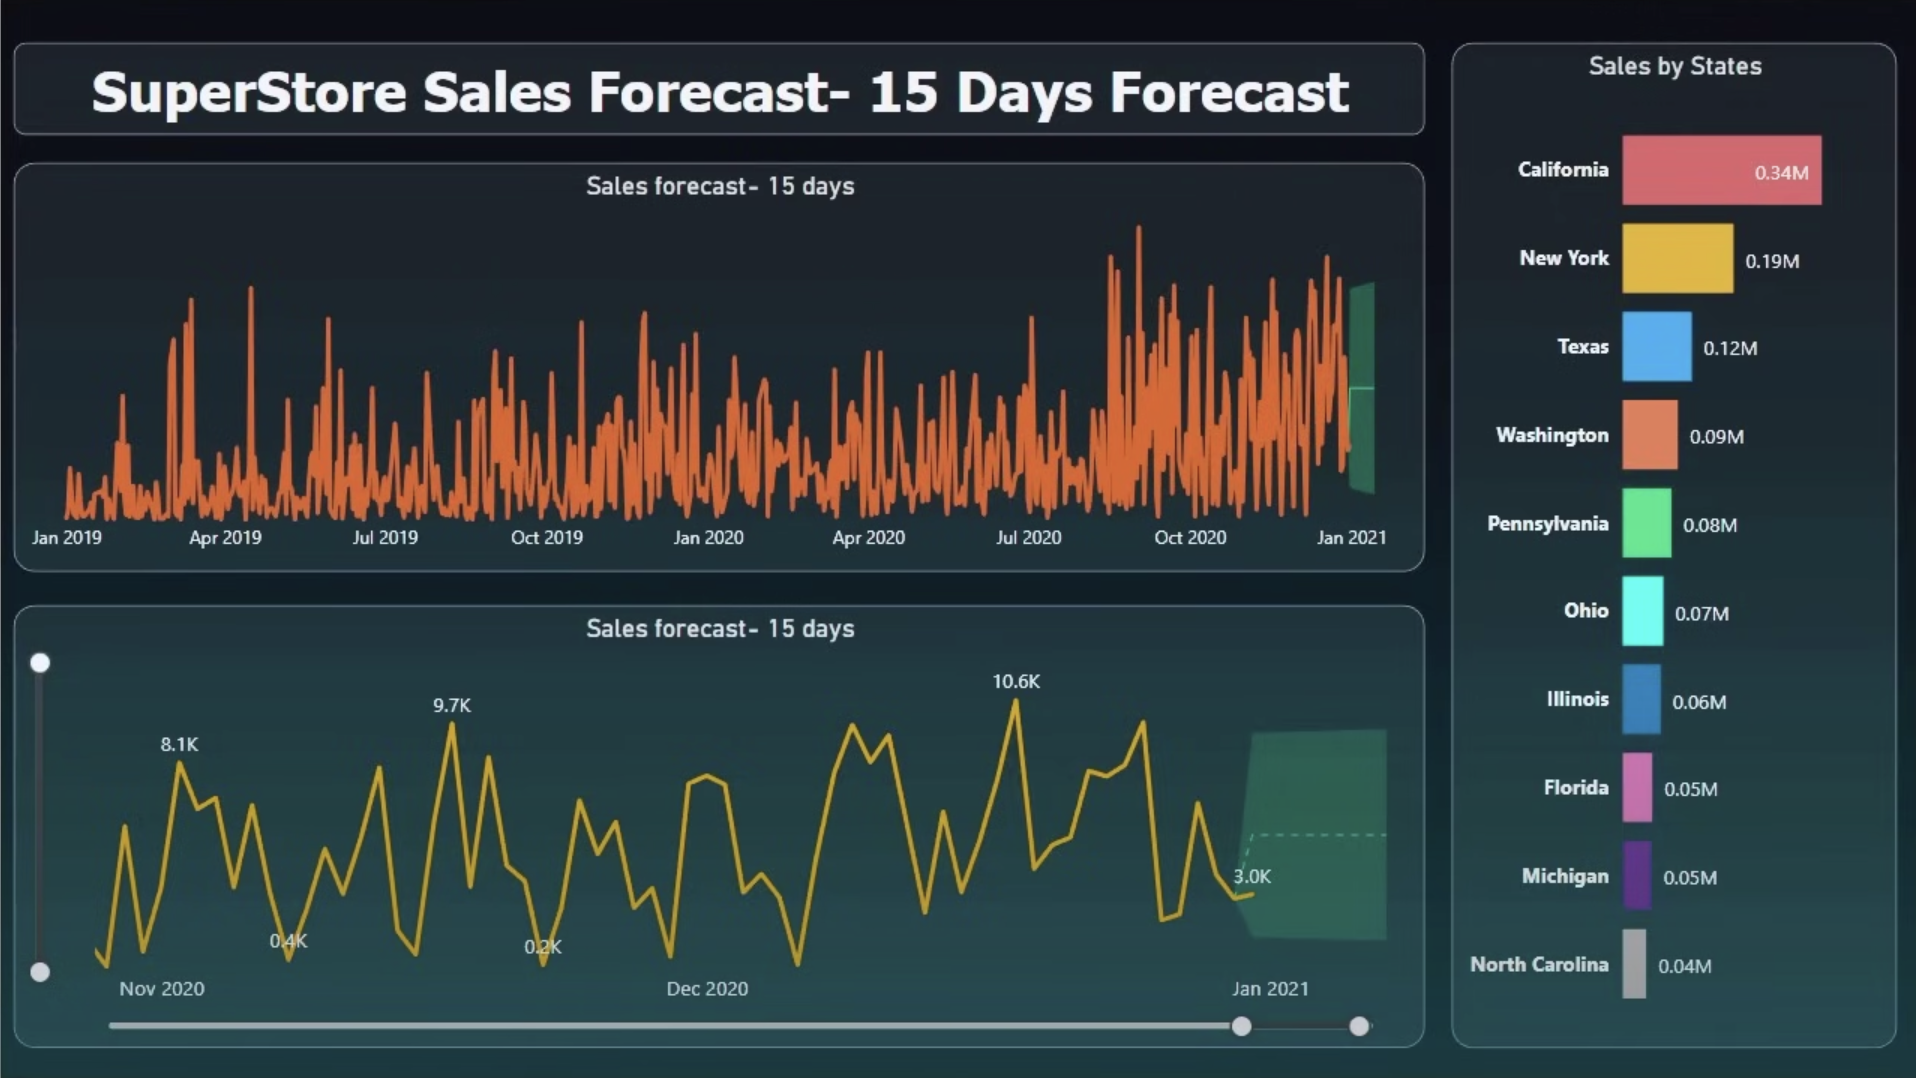 SuperStore Sales Forecast- 15 Days Forecast
Sales forecast- 15 days
Jan 2019 Apr 2019 Jul 2019 Oct 2019 Jan 2020 Apr 2020 Jul 2020 Oct 2020 Jan 2021
Sales forecast- 15 days
10.6K
9.7K
8.1K
3.0K
0.4K
0.2K
Nov 2020 Dec 2020 Jan 2021
Sales by States
California 0.34M
New York 0.19M
Texas 0.12M
Washington 0.09M
Pennsylvania 0.08M
Ohio 0.07M
Illinois 0.06M
Florida 0.05M
Michigan 0.05M
North Carolina 0.04M